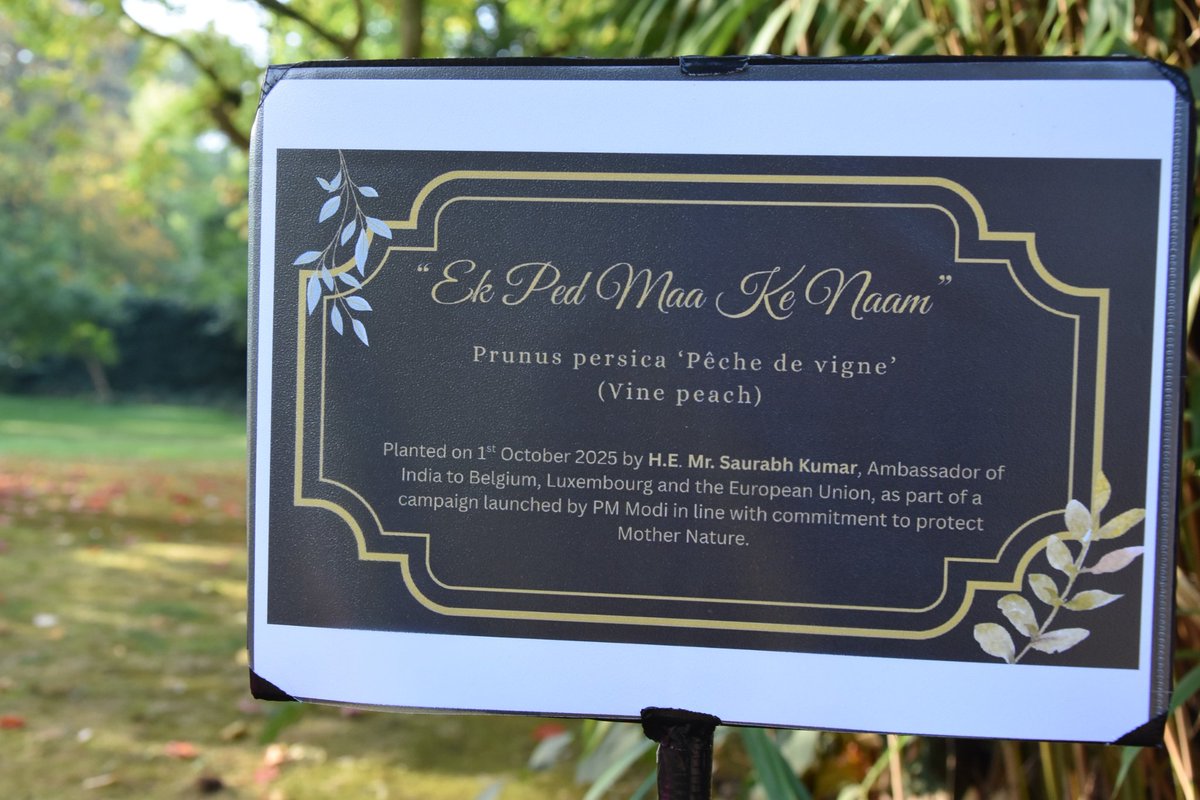 “Ek Ped Maa Ke Naam”
Prunus persica ‘Pêche de vigne’
(Vine peach)
Planted on 1st October 2025 by H.E. Mr. Saurabh Kumar, Ambassador of
India to Belgium, Luxembourg and the European Union, as part of a
campaign launched by PM Modi in line with commitment to protect
Mother Nature.